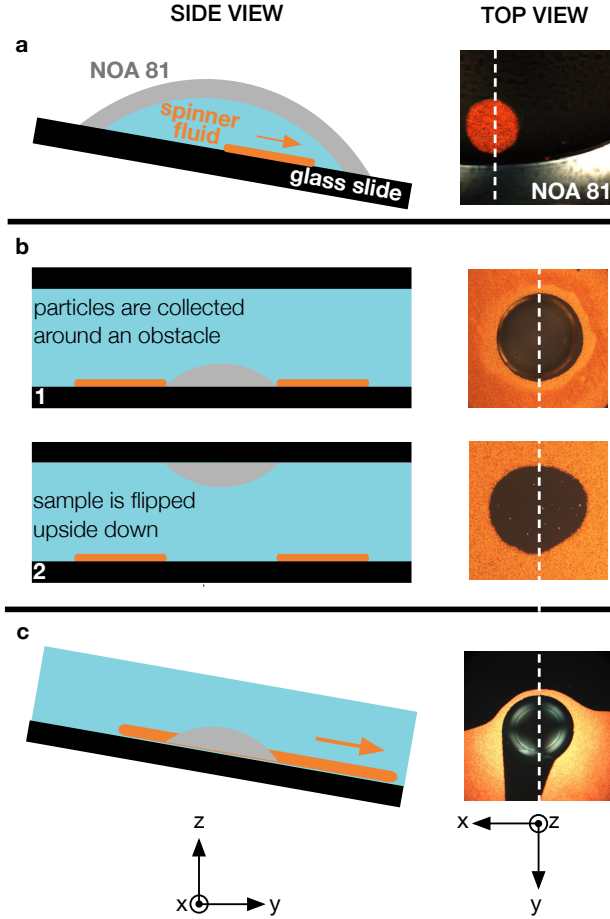 SIDE VIEW
TOP VIEW
a
NOA 81
spinner
fluid
glass slide
NOA 81
b
particles are collected
around an obstacle
1
sample is flipped
upside down
2
c
z
x
y
x
z
y